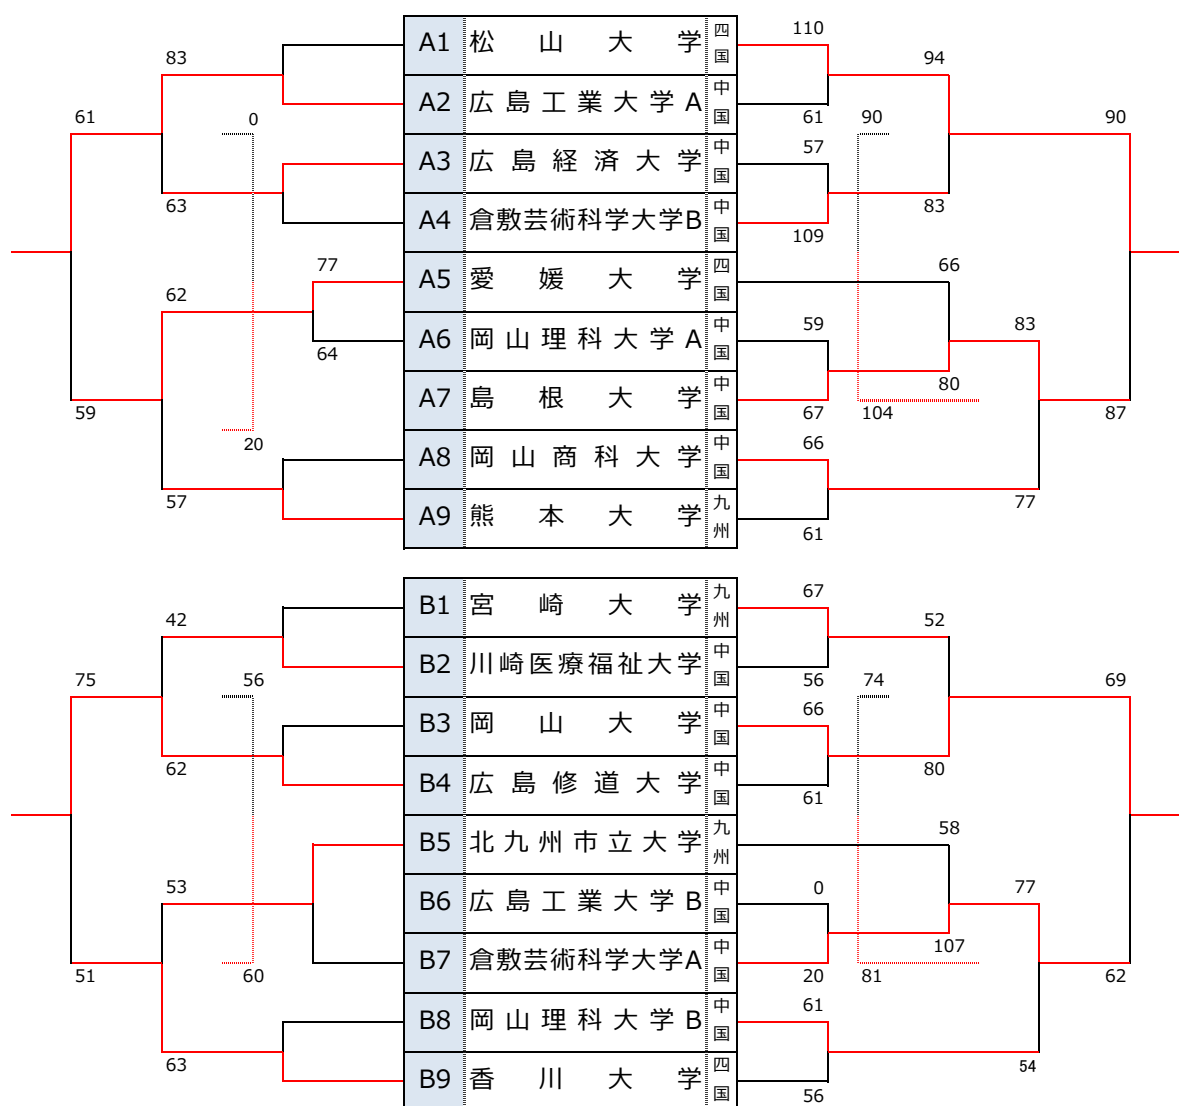 A1 松山大学 四国 110
83 94
A2 広島工業大学A 中国 61
61 0 90 90
A3 広島経済大学 中国 57
63 83
A4 倉敷芸術科学大学B 中国 109
77 A5 愛媛大学 四国 66
62
64 A6 岡山理科大学A 中国 59 83
80
59 A7 島根大学 中国 67 104 87
20 A8 岡山商科大学 中国 66
57 77
A9 熊本大学 九州 61
B1 宮崎大学 九州 67
42 52
B2 川崎医療福祉大学 中国 56
75 56 74 69
B3 岡山大学 中国 66
62 80
B4 広島修道大学 中国 61
B5 北九州市立大学 九州 58
53 B6 広島工業大学B 中国 0 77
107
51 60 B7 倉敷芸術科学大学A 中国 20 81 62
B8 岡山理科大学B 中国 61
63 54
B9 香川大学 四国 56